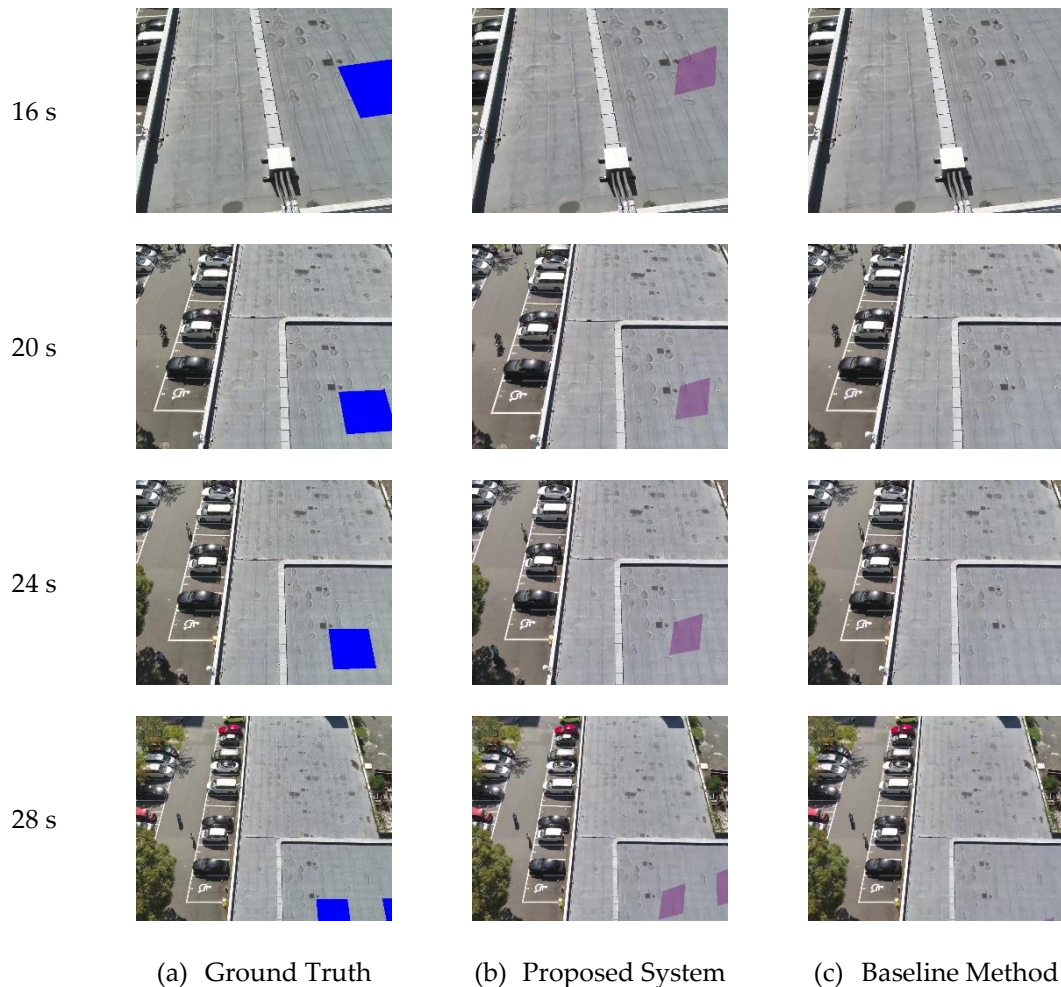 16 s
20 s
24 s
28 s
(a) Ground Truth
(b) Proposed System
(c) Baseline Method